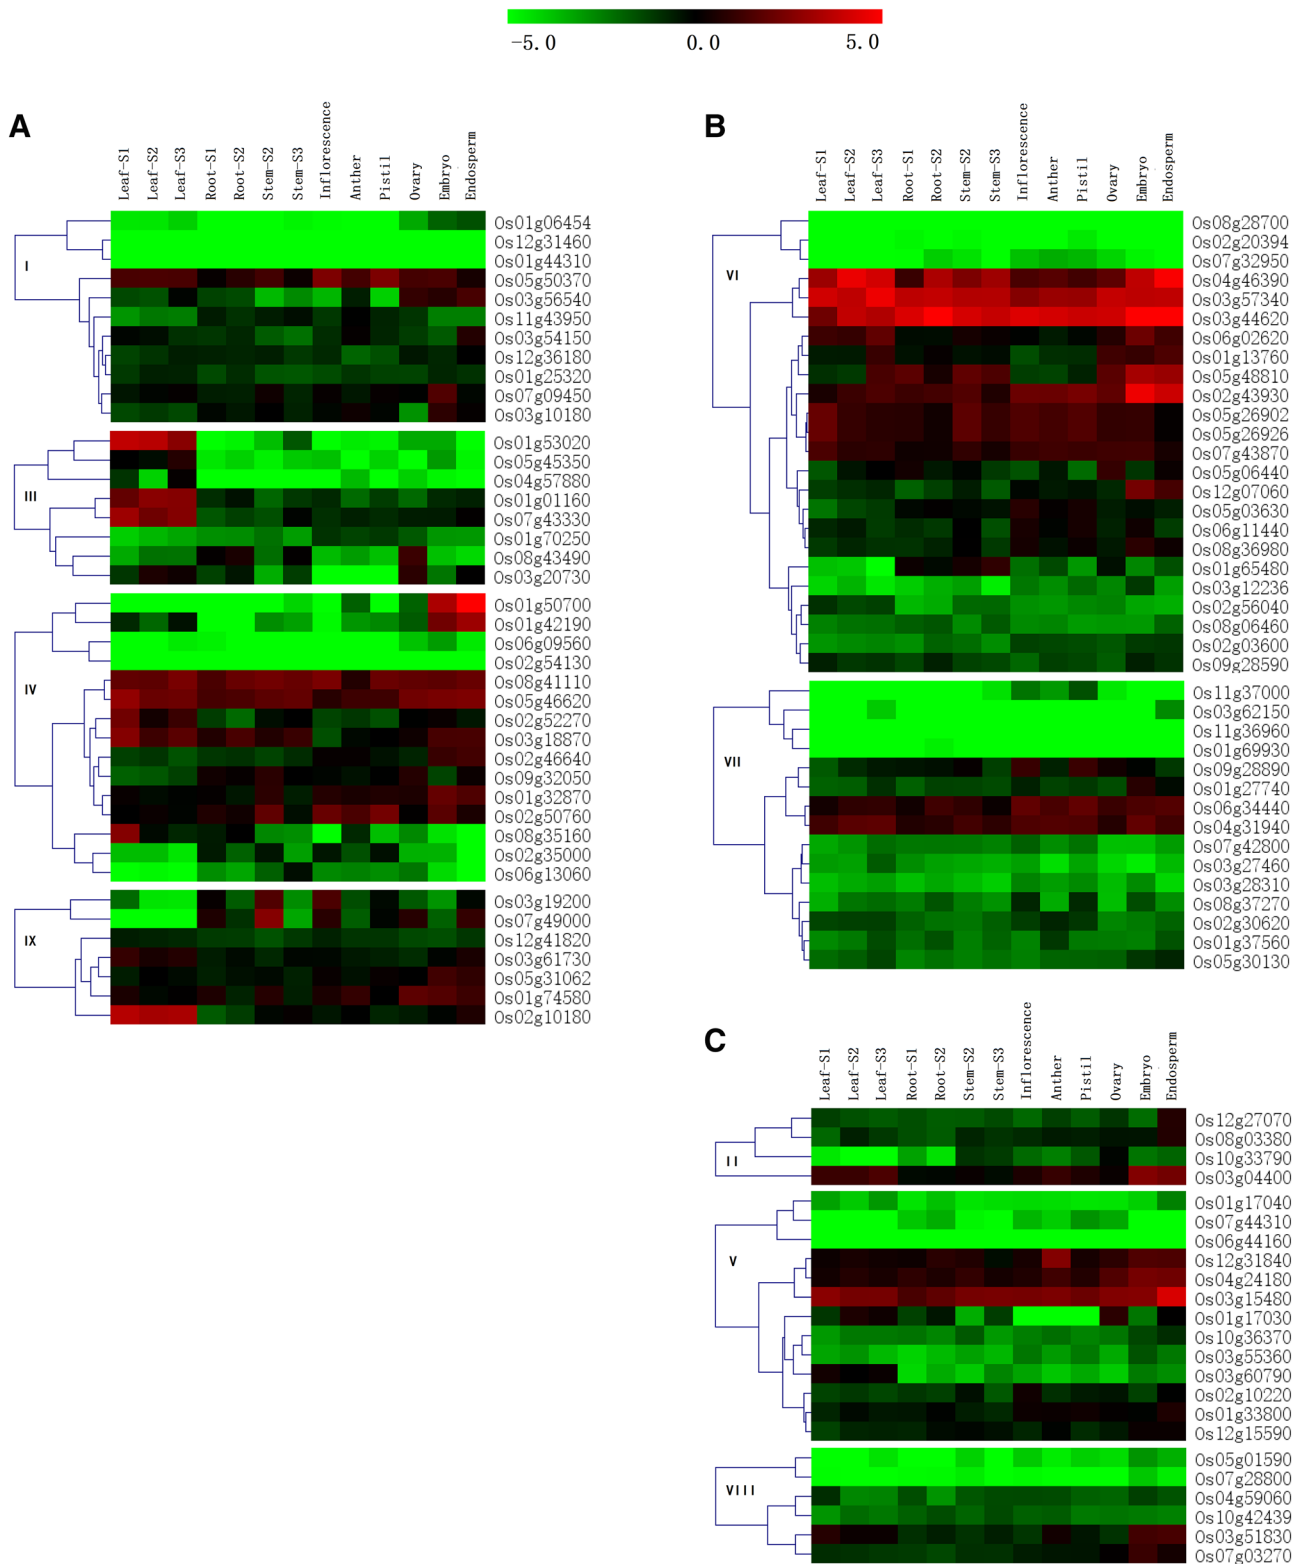 -5.0 0.0 5.0
A
Leaf-S1 Leaf-S2 Leaf-S3 Root-S1 Root-S2 Stem-S2 Stem-S3 Inflorescence Anther Pistil Ovary Embryo Endosperm
I
Os01g06454
Os12g31460
Os01g44310
Os05g50370
Os03g56540
Os11g43950
Os03g54150
Os12g36180
Os01g25320
Os07g09450
Os03g10180
III
Os01g53020
Os05g45350
Os04g57880
Os01g01160
Os07g43330
Os01g70250
Os08g43490
Os03g20730
IV
Os01g50700
Os01g42190
Os06g09560
Os02g54130
Os08g41110
Os05g46620
Os02g52270
Os03g18870
Os02g46640
Os09g32050
Os01g32870
Os02g50760
Os08g35160
Os02g35000
Os06g13060
IX
Os03g19200
Os07g49000
Os12g41820
Os03g61730
Os05g31062
Os01g74580
Os02g10180
B
Leaf-S1 Leaf-S2 Leaf-S3 Root-S1 Root-S2 Stem-S2 Stem-S3 Inflorescence Anther Pistil Ovary Embryo Endosperm
VI
Os08g28700
Os02g20394
Os07g32950
Os04g46390
Os03g57340
Os03g44620
Os06g02620
Os01g13760
Os05g48810
Os02g43930
Os05g26902
Os05g26926
Os07g43870
Os05g06440
Os12g07060
Os05g03630
Os06g11440
Os08g36980
Os01g65480
Os03g12236
Os02g56040
Os08g06460
Os02g03600
Os09g28590
VII
Os11g37000
Os03g62150
Os11g36960
Os01g69930
Os09g28890
Os01g27740
Os06g34440
Os04g31940
Os07g42800
Os03g27460
Os03g28310
Os08g37270
Os02g30620
Os01g37560
Os05g30130
C
Leaf-S1 Leaf-S2 Leaf-S3 Root-S1 Root-S2 Stem-S2 Stem-S3 Inflorescence Anther Pistil Ovary Embryo Endosperm
II
Os12g27070
Os08g03380
Os10g33790
Os03g04400
V
Os01g17040
Os07g44310
Os06g44160
Os12g31840
Os04g24180
Os03g15480
Os01g17030
Os10g36370
Os03g55360
Os03g60790
Os02g10220
Os01g33800
Os12g15590
VIII
Os05g01590
Os07g28800
Os04g59060
Os10g42439
Os03g51830
Os07g03270